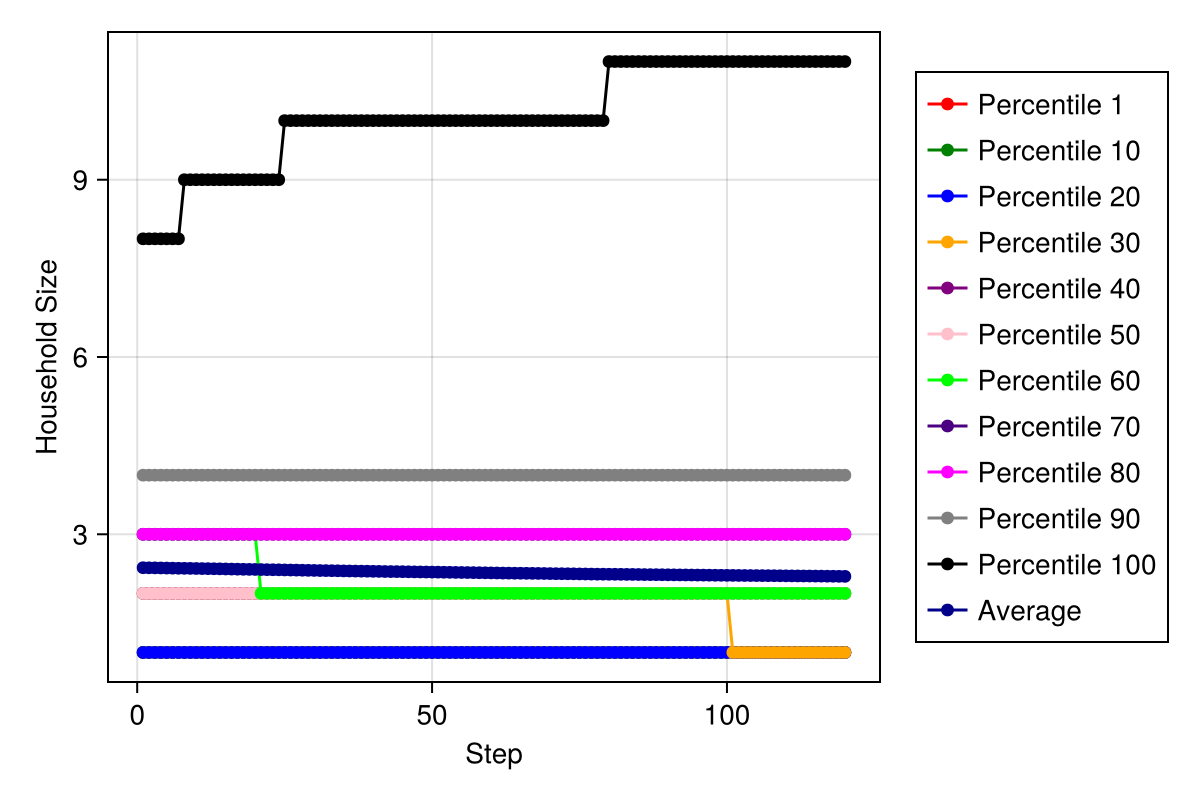 Household Size
9
6
3
0
50
100
Step
Percentile 1
Percentile 10
Percentile 20
Percentile 30
Percentile 40
Percentile 50
Percentile 60
Percentile 70
Percentile 80
Percentile 90
Percentile 100
Average